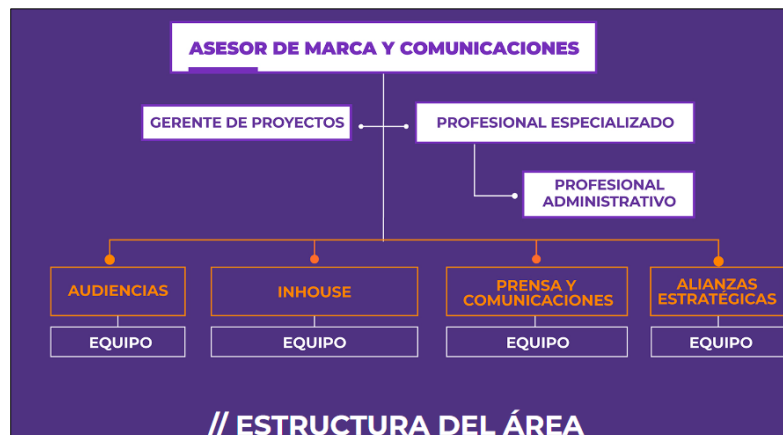 ASESOR DE MARCA Y COMUNICACIONES
GERENTE DE PROYECTOS
PROFESIONAL ESPECIALIZADO
PROFESIONAL
ADMINISTRATIVO
AUDIENCIAS
INHOUSE
PRENSA Y
COMUNICACIONES
ALIANZAS
ESTRATÉGICAS
EQUIPO
EQUIPO
EQUIPO
EQUIPO
// ESTRUCTURA DEL ÁREA